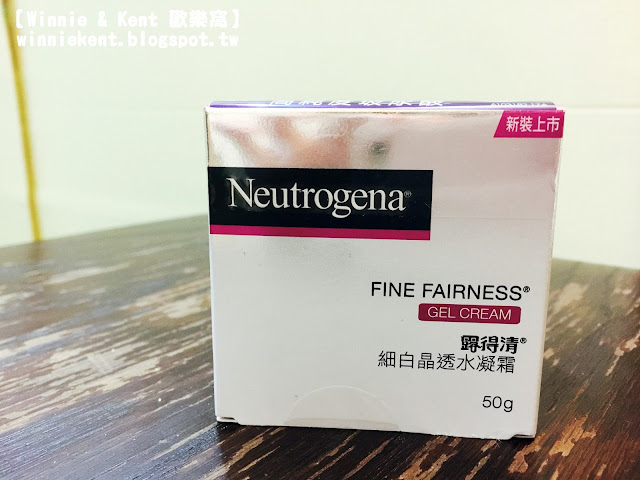 【Winnie & Kent 歡樂窩】
winniekent.blogspot.tw
新裝上市
Neutrogena®
FINE FAIRNESS®
GEL CREAM
露得清®
細白晶透水凝霜
50g